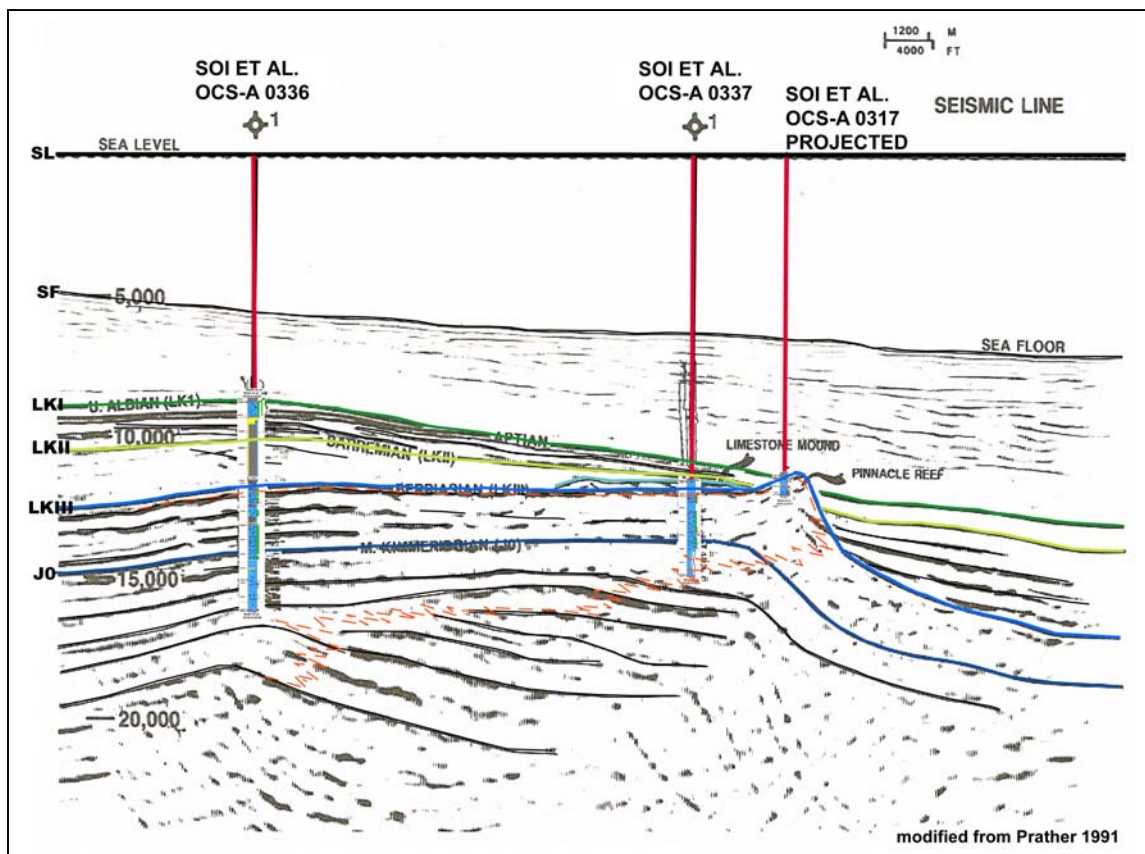 1200 M
4000 FT
SOI ET AL.
OCS-A 0336
1
SOI ET AL.
OCS-A 0337
1
SOI ET AL.
OCS-A 0317
PROJECTED
SEISMIC LINE
SEA LEVEL
SL
SF
5,000
SEA FLOOR
LKI
U. ALBIAN (LK1)
APTIAN
LIMESTONE MOUND
10,000
LKII
BARREMIAN (LKII)
PINNACLE REEF
BERRIASIAN (LKIII)
LKIII
M. KIMMERIDGIAN (J0)
J0
15,000
20,000
modified from Prather 1991